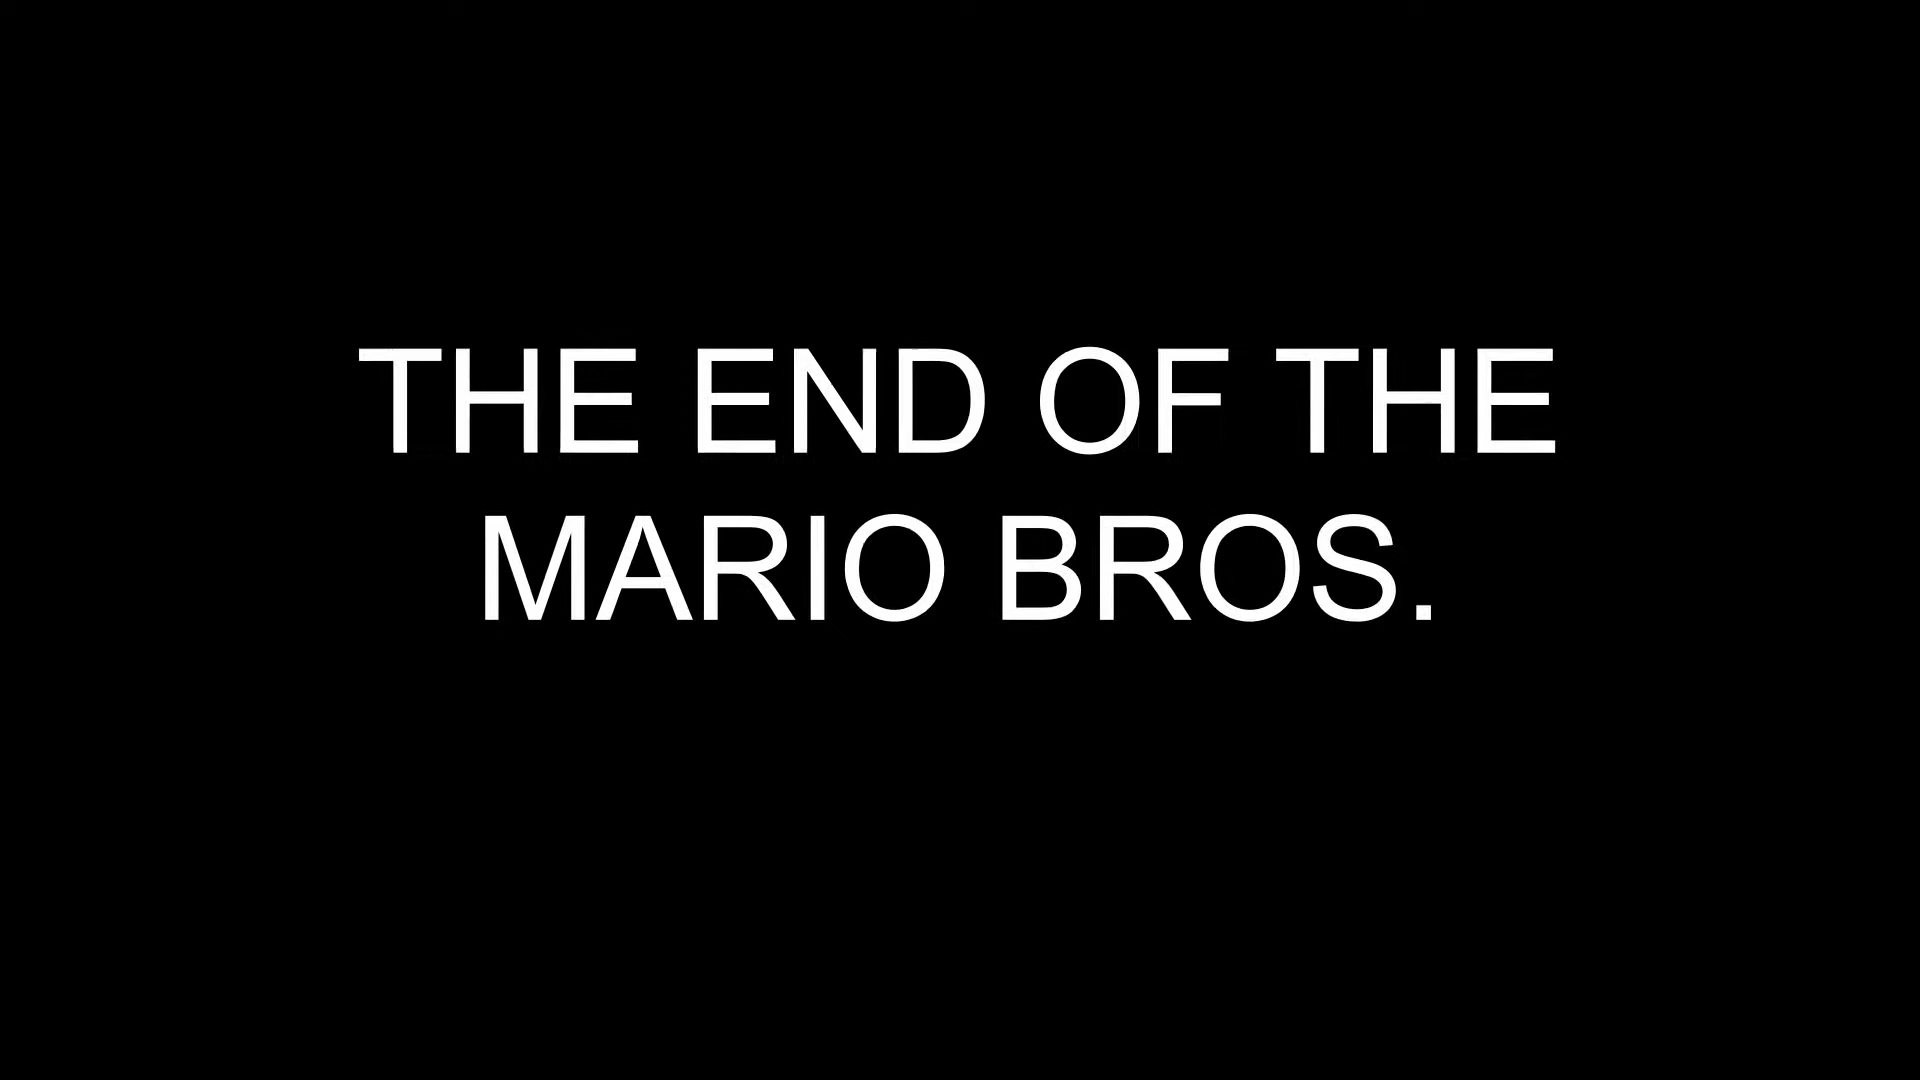 THE END OF THE
MARIO BROS.